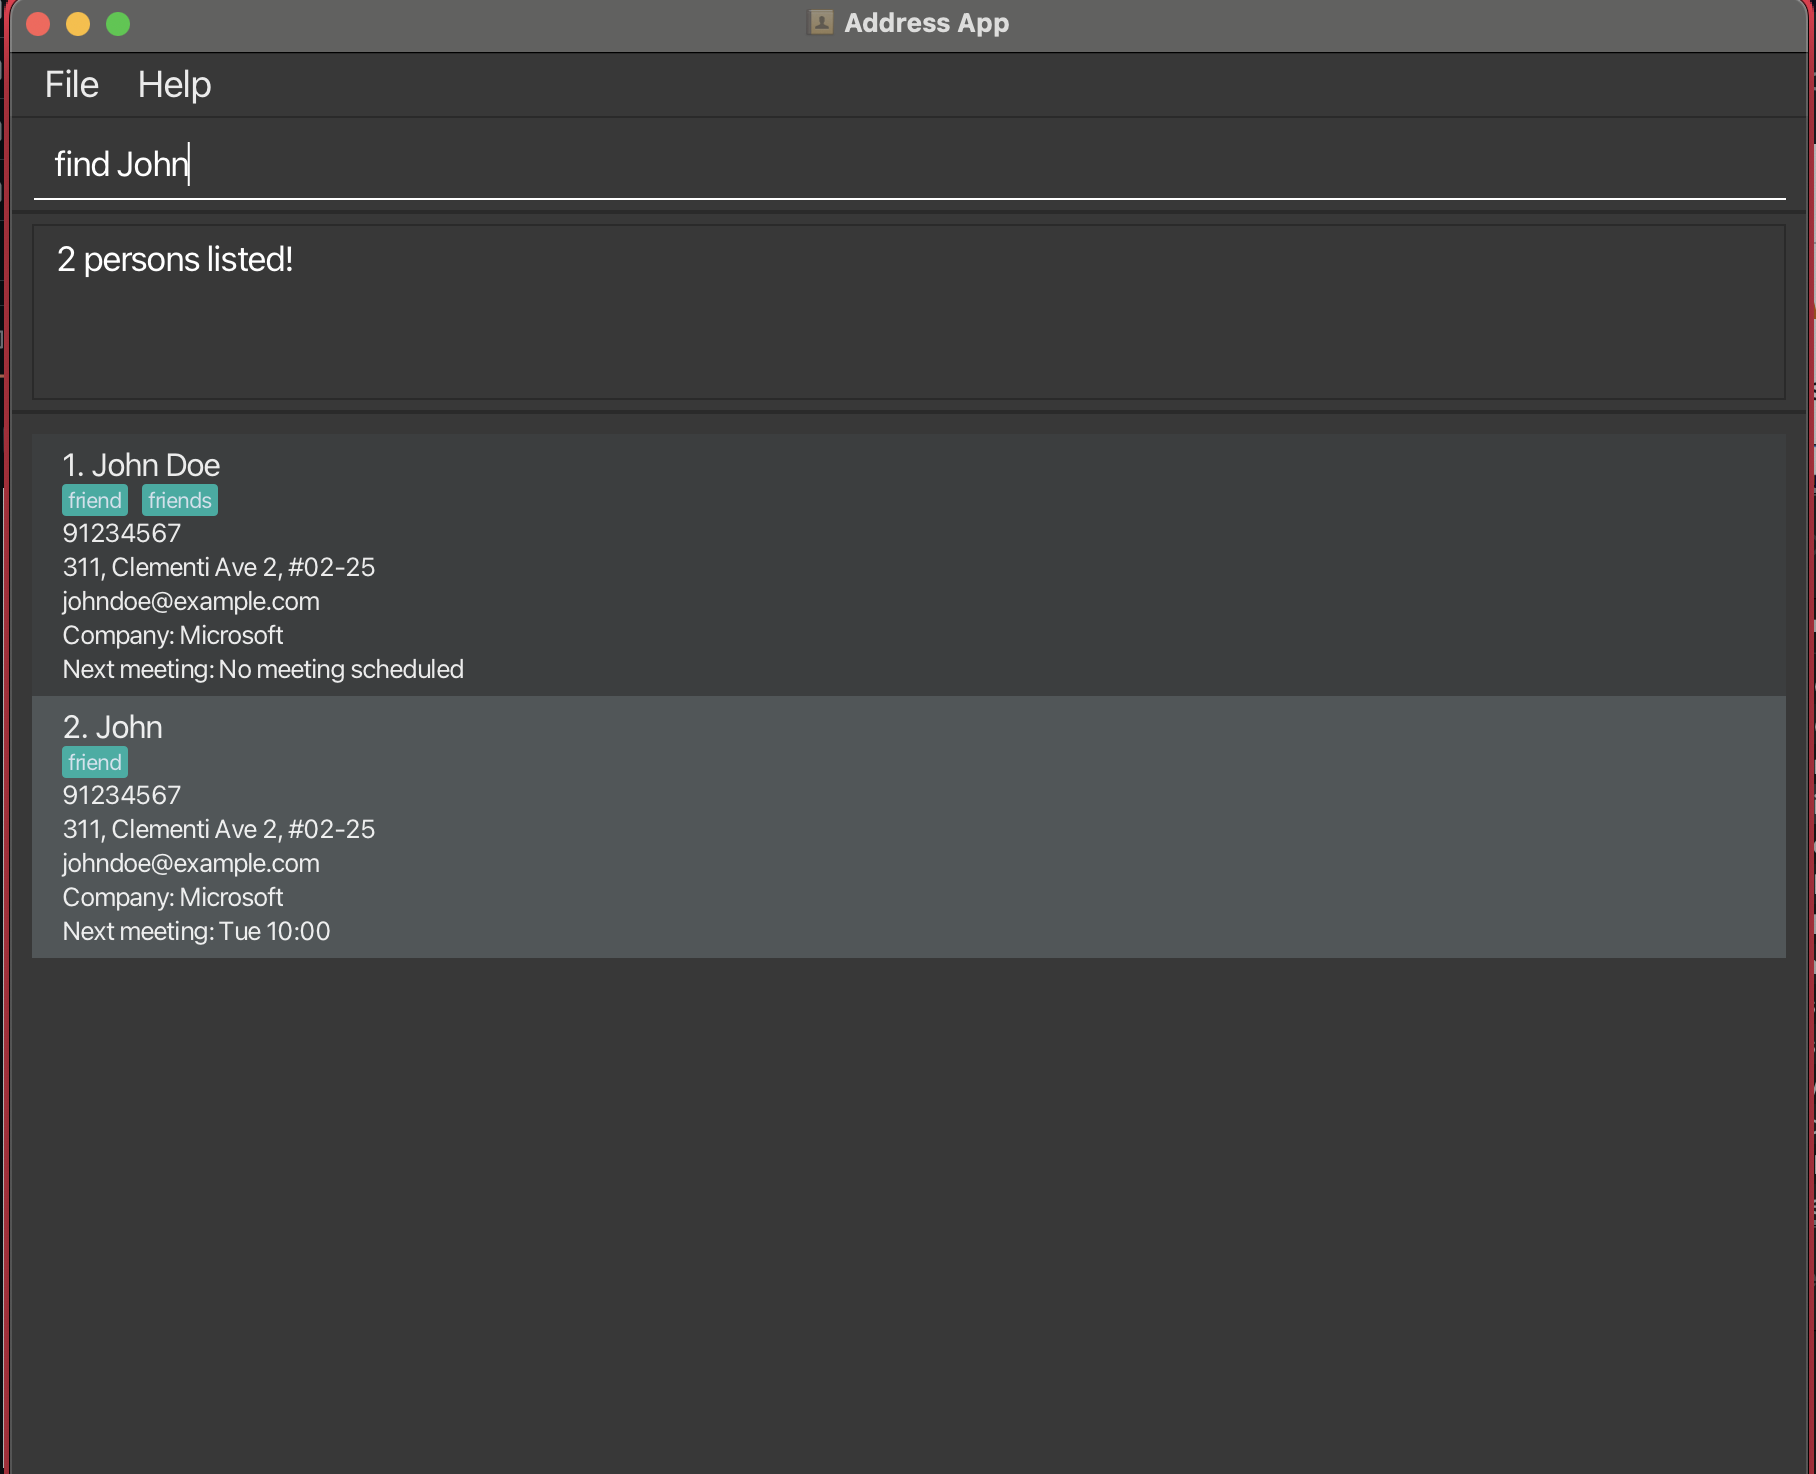 Address App
File Help
find John
2 persons listed!
1. John Doe
friend friends
91234567
311, Clementi Ave 2, #02-25
johndoe@example.com
Company: Microsoft
Next meeting: No meeting scheduled
2. John
friend
91234567
311, Clementi Ave 2, #02-25
johndoe@example.com
Company: Microsoft
Next meeting: Tue 10:00